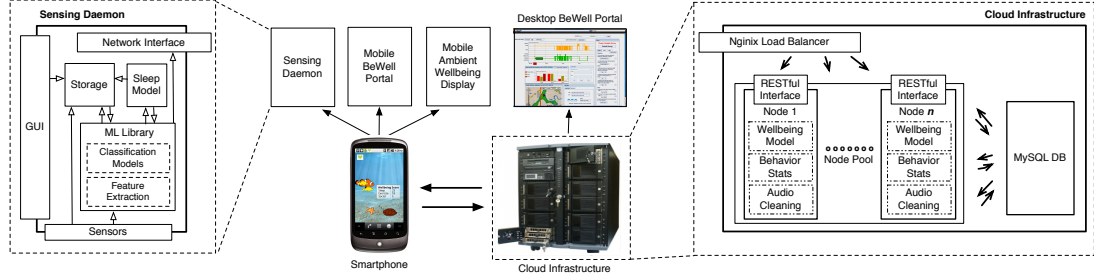 Sensing Daemon
Network Interface
GUI
Storage
Sleep
Model
ML Library
Classification
Models
Feature
Extraction
Sensors
Sensing
Daemon
Mobile
BeWell
Portal
Mobile
Ambient
Wellbeing
Display
Desktop BeWell Portal
Smartphone
Cloud Infrastructure
Cloud Infrastructure
Nginix Load Balancer
RESTful
Interface
Node 1
Wellbeing
Model
Behavior
Stats
Audio
Cleaning
Node Pool
RESTful
Interface
Node n
Wellbeing
Model
Behavior
Stats
Audio
Cleaning
MySQL DB